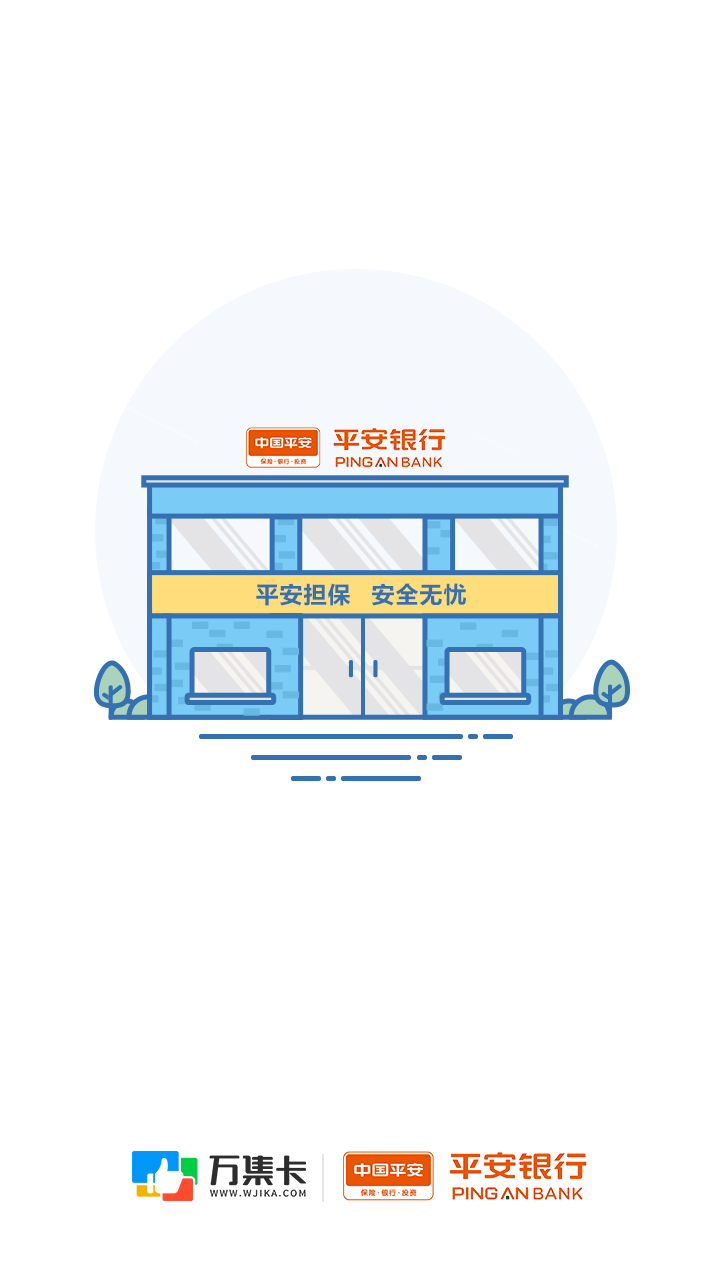 中国平安
保险·银行·投资
平安银行
PING AN BANK
平安担保 安全无忧
万集卡
WWW.WJIKA.COM
中国平安
保险·银行·投资
平安银行
PING AN BANK